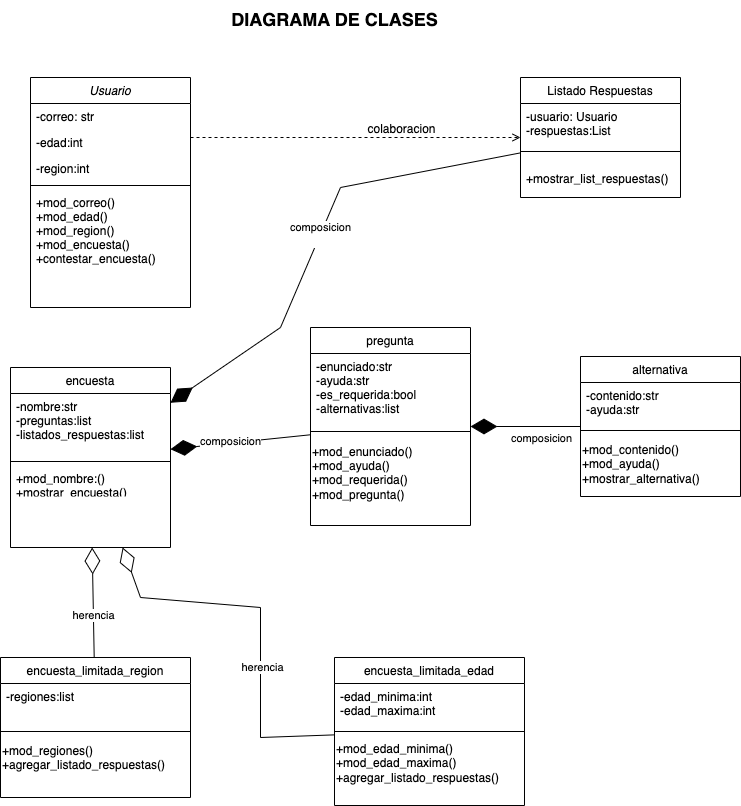 DIAGRAMA DE CLASES
Usuario
-correo: str
-edad:int
-region:int
+mod_correo()
+mod_edad()
+mod_region()
+mod_encuesta()
+contestar_encuesta()
colaboracion
Listado Respuestas
-usuario: Usuario
-respuestas:List
+mostrar_list_respuestas()
composicion
encuesta
-nombre:str
-preguntas:list
-listados_respuestas:list
+mod_nombre:()
+mostrar_encuesta()
composicion
pregunta
-enunciado:str
-ayuda:str
-es_requerida:bool
-alternativas:list
+mod_enunciado()
+mod_ayuda()
+mod_requerida()
+mod_pregunta()
composicion
alternativa
-contenido:str
-ayuda:str
+mod_contenido()
+mod_ayuda()
+mostrar_alternativa()
herencia
herencia
encuesta_limitada_region
-regiones:list
+mod_regiones()
+agregar_listado_respuestas()
encuesta_limitada_edad
-edad_minima:int
-edad_maxima:int
+mod_edad_minima()
+mod_edad_maxima()
+agregar_listado_respuestas()